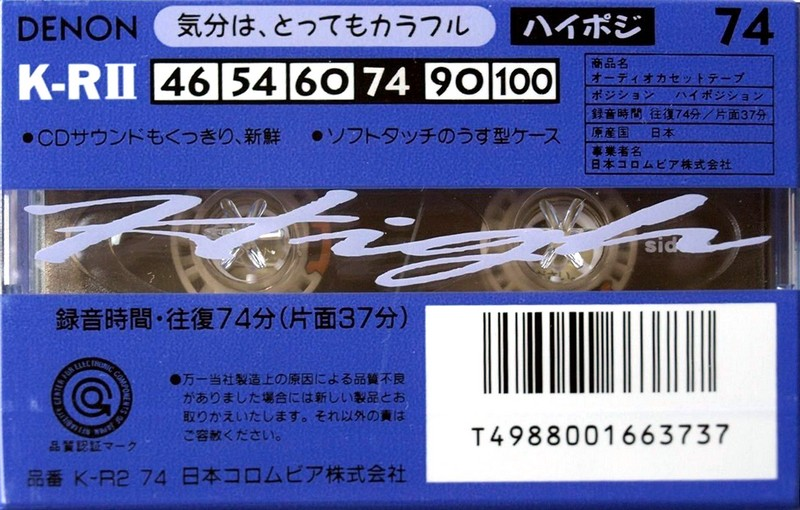 DENON 気分は、とってもカラフル ハイポジ 74
K-RII 46 54 60 74 90 100
商品名
オーディオカセットテープ
ポジション ハイポジション
録音時間 往復74分/片面37分
原産国 日本
事業者名
日本コロムビア株式会社
●CDサウンドもくっきり、新鮮 ●ソフトタッチのうす型ケース
High
side
録音時間・往復74分(片面37分)
RELIABILITY CENTER FOR ELECTRONIC COMPONENTS OF JAPAN
品質認証マーク
●万一当社製造上の原因による品質不良
がありました場合には新しい製品とお
取りかえいたします。それ以外の責は
ご容赦ください。
品番 K-R2 74 日本コロムビア株式会社
T4988001663737